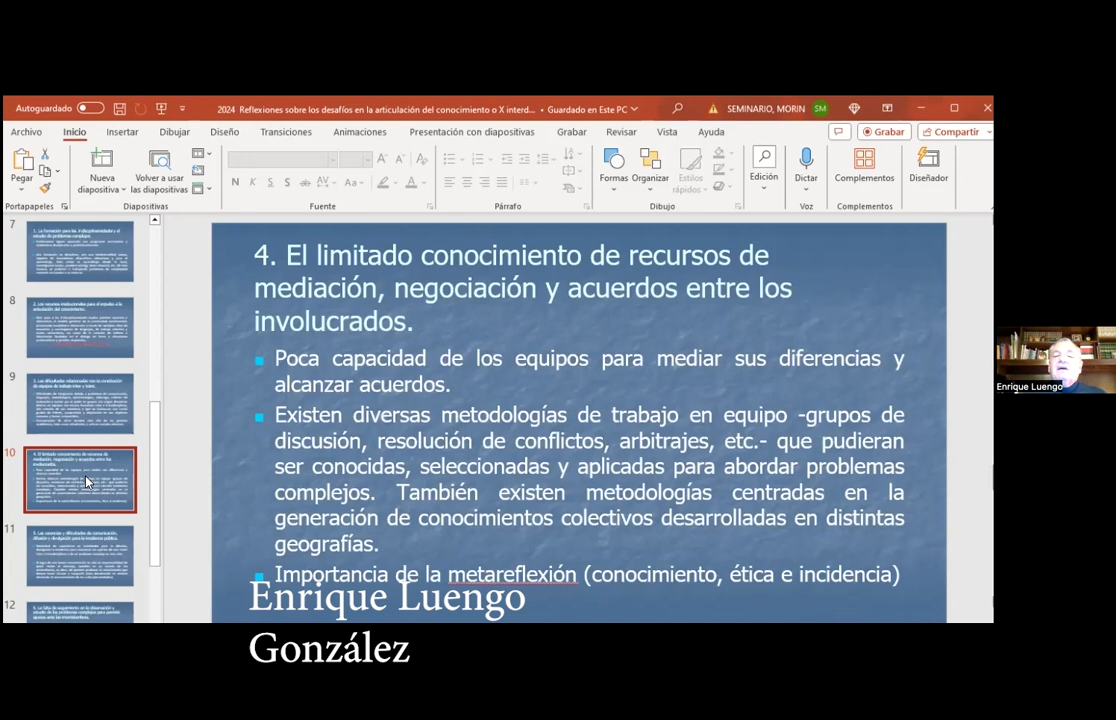 Autoguardado
2024 Reflexiones sobre los desafíos en la articulación del conocimiento o X interd... • Guardado en Este PC
SEMINARIO, MORIN SM
Archivo Inicio Insertar Dibujar Diseño Transiciones Animaciones Presentación con diapositivas Grabar Revisar Vista Ayuda
Grabar Compartir
Pegar
Nueva
diapositiva
Volver a usar
las diapositivas
N K S S ab AV Aa A
Formas Organizar Estilos
rápidos
Edición Dictar Complementos Diseñador
Portapapeles Diapositivas Fuente Párrafo Dibujo Voz Complementos
7
8
9
10
11
12
4. El limitado conocimiento de recursos de
mediación, negociación y acuerdos entre los
involucrados.
Poca capacidad de los equipos para mediar sus diferencias y
alcanzar acuerdos.
Existen diversas metodologías de trabajo en equipo -grupos de
discusión, resolución de conflictos, arbitrajes, etc.- que pudieran
ser conocidas, seleccionadas y aplicadas para abordar problemas
complejos. También existen metodologías centradas en la
generación de conocimientos colectivos desarrolladas en distintas
geografías.
Importancia de la metareflexión (conocimiento, ética e incidencia)
Enrique Luengo
González
Enrique Luengo